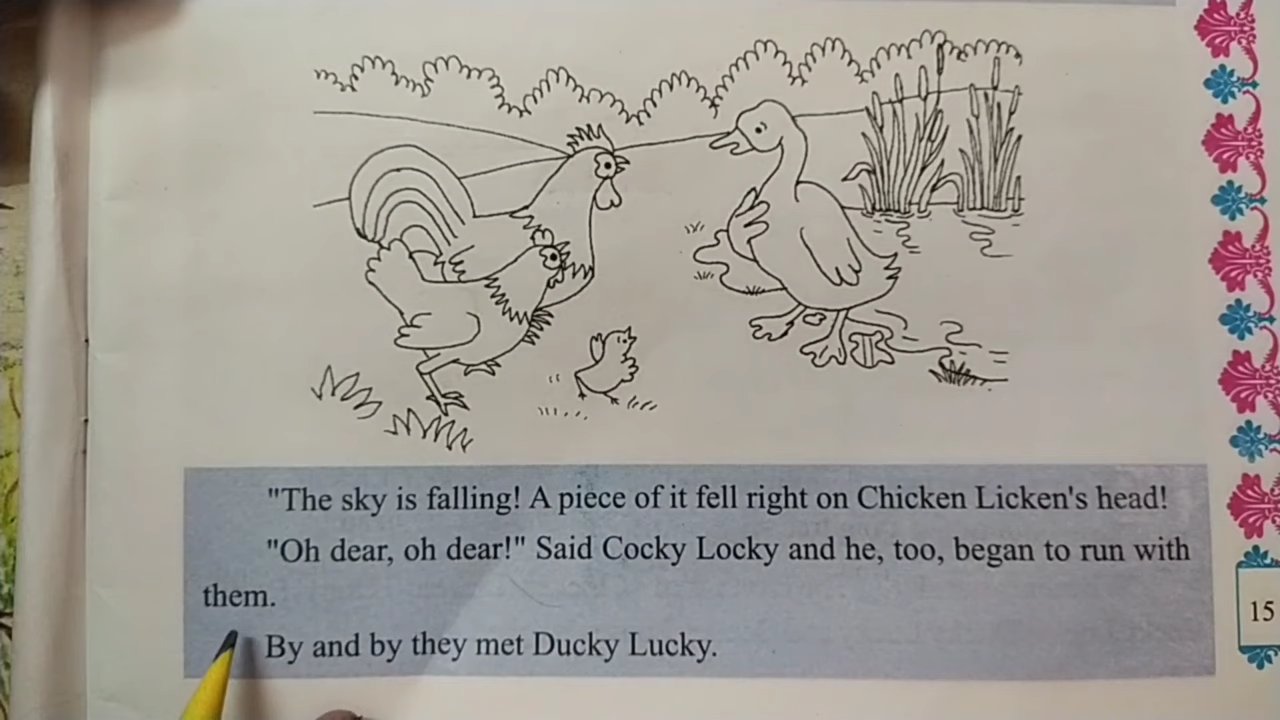 "The sky is falling! A piece of it fell right on Chicken Licken's head!
"Oh dear, oh dear!" Said Cocky Locky and he, too, began to run with
them.
By and by they met Ducky Lucky.
15